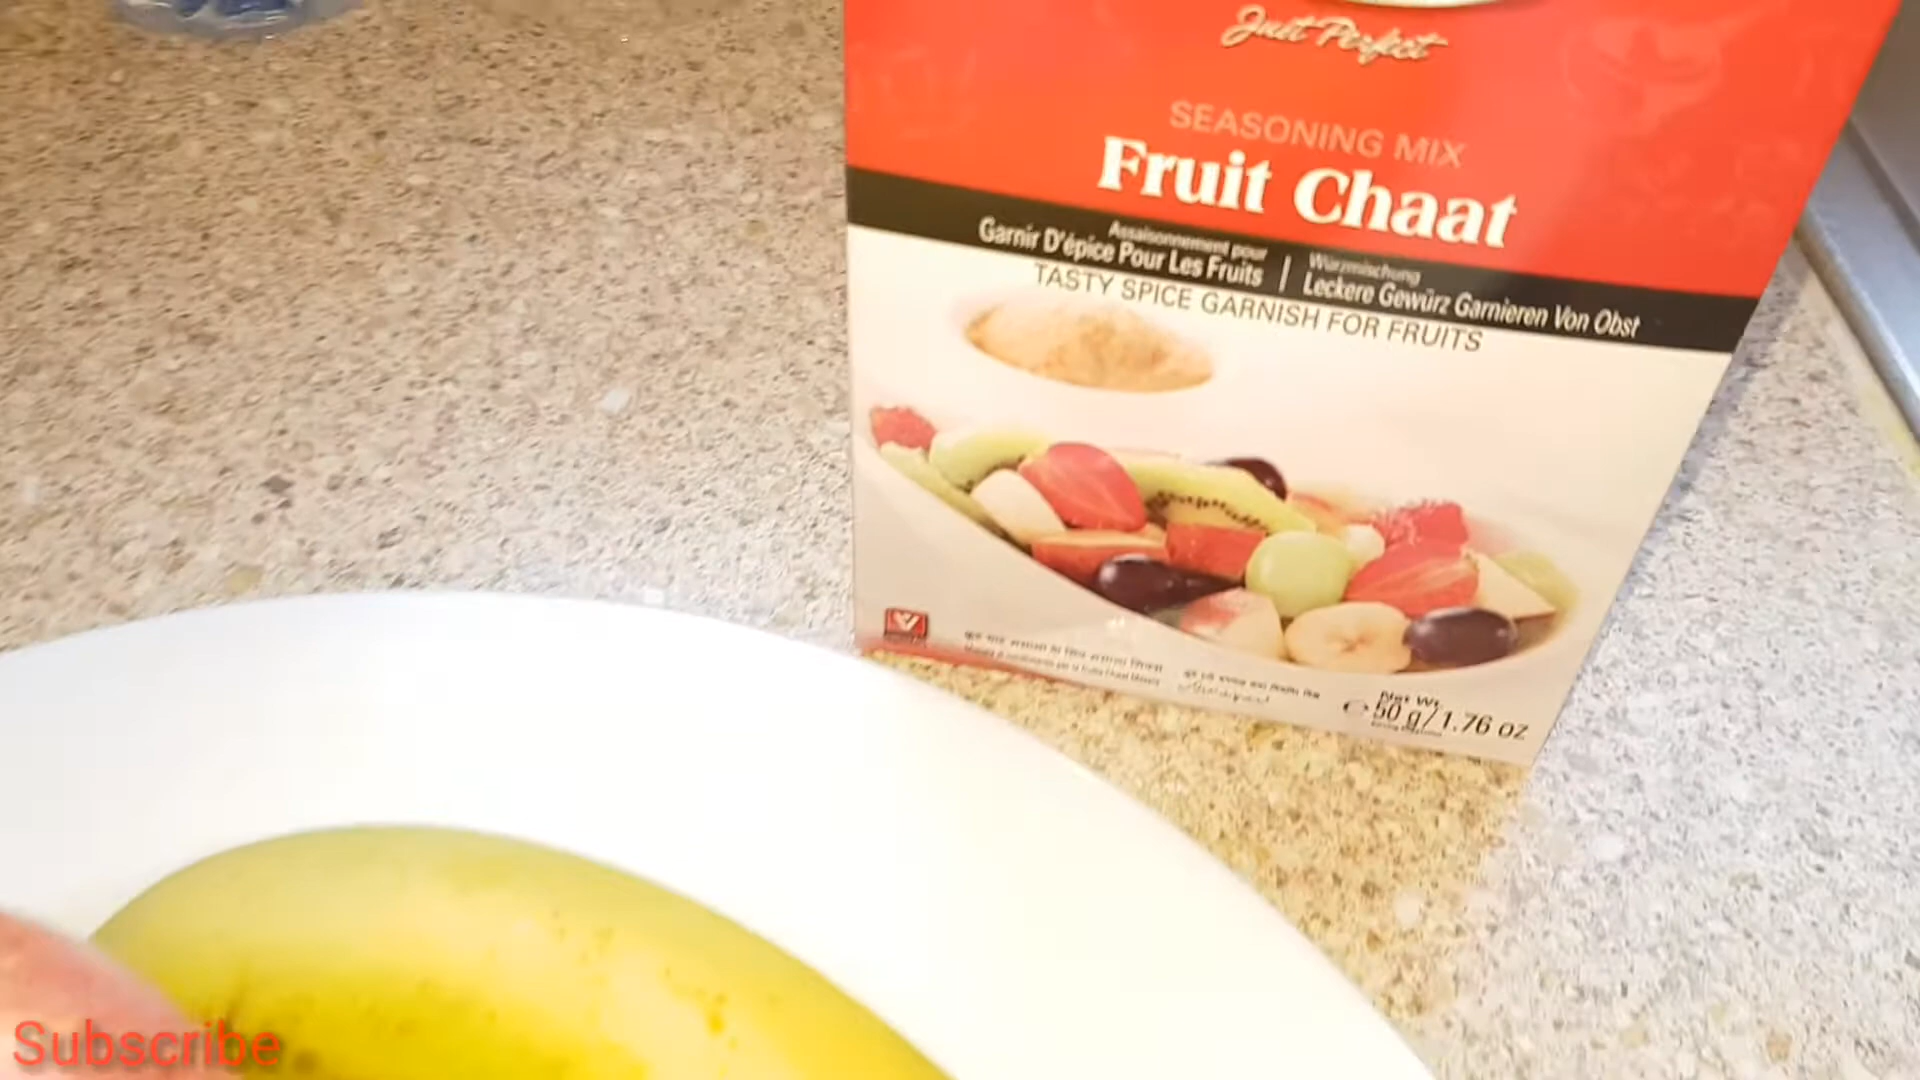 Just Perfect
SEASONING MIX
Fruit Chaat
Assaisonnement pour
Garnir D'épice Pour Les Fruits
Würzmischung
Leckere Gewürz Garnieren Von Obst
TASTY SPICE GARNISH FOR FRUITS
Net Wt.
e 50 g/1.76 oz
Subscribe